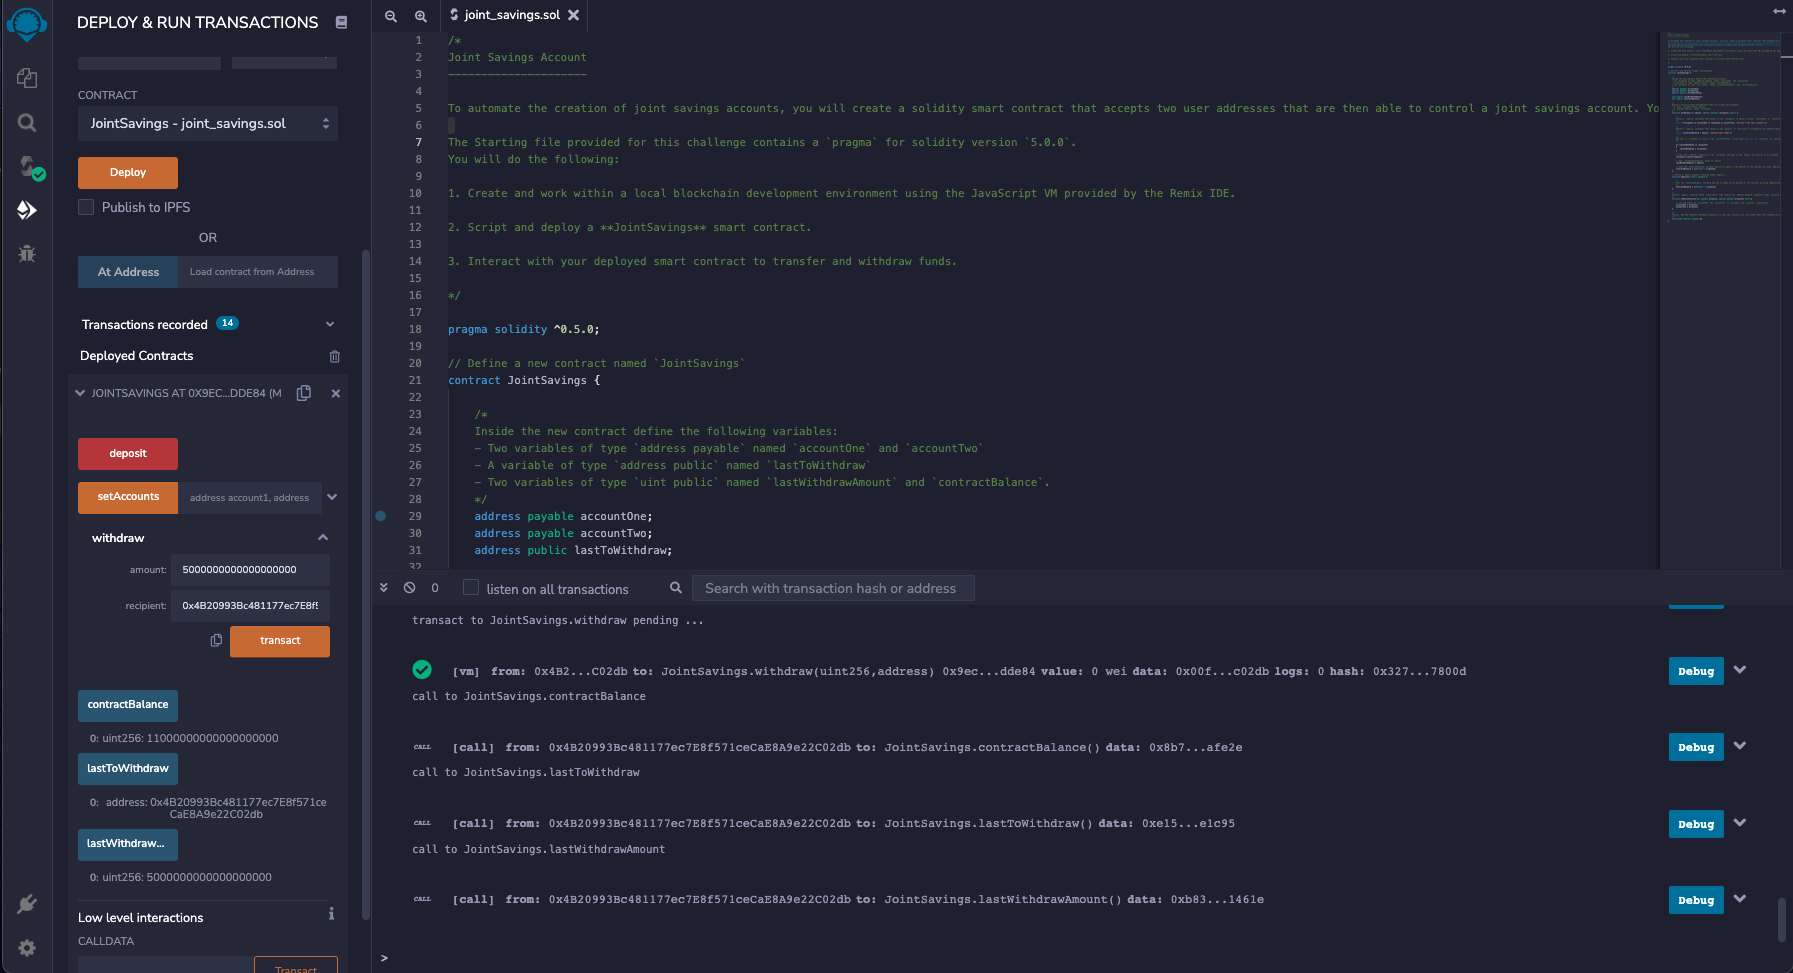 DEPLOY & RUN TRANSACTIONS
CONTRACT
JointSavings - joint_savings.sol
Deploy
Publish to IPFS
OR
At Address
Load contract from Address
Transactions recorded 14
Deployed Contracts
JOINTSAVINGS AT 0X9EC...DDE84 (M
deposit
setAccounts
address account1, address
withdraw
amount:
5000000000000000000
recipient:
0x4B20993Bc481177ec7E8f5
transact
contractBalance
0: uint256: 11000000000000000000
lastToWithdraw
0: address: 0x4B20993Bc481177ec7E8f571ce
CaE8A9e22C02db
lastWithdraw...
0: uint256: 5000000000000000000
Low level interactions
i
CALLDATA
Transact
joint_savings.sol
1 /*
2 Joint Savings Account
3 ---------------------
4
5 To automate the creation of joint savings accounts, you will create a solidity smart contract that accepts two user addresses that are then able to control a joint savings account. Yo
6
7 The Starting file provided for this challenge contains a `pragma` for solidity version `5.0.0`.
8 You will do the following:
9
10 1. Create and work within a local blockchain development environment using the JavaScript VM provided by the Remix IDE.
11
12 2. Script and deploy a **JointSavings** smart contract.
13
14 3. Interact with your deployed smart contract to transfer and withdraw funds.
15
16 */
17
18 pragma solidity ^0.5.0;
19
20 // Define a new contract named `JointSavings`
21 contract JointSavings {
22
23 /*
24 Inside the new contract define the following variables:
25 - Two variables of type `address payable` named `accountOne` and `accountTwo`
26 - A variable of type `address public` named `lastToWithdraw`
27 - Two variables of type `uint public` named `lastWithdrawAmount` and `contractBalance`.
28 */
29 address payable accountOne;
30 address payable accountTwo;
31 address public lastToWithdraw;
32
0
listen on all transactions
Search with transaction hash or address
transact to JointSavings.withdraw pending ...
[vm] from: 0x4B2...C02db to: JointSavings.withdraw(uint256,address) 0x9ec...dde84 value: 0 wei data: 0x00f...c02db logs: 0 hash: 0x327...7800d
Debug
call to JointSavings.contractBalance
CALL [call] from: 0x4B20993Bc481177ec7E8f571ceCaE8A9e22C02db to: JointSavings.contractBalance() data: 0x8b7...afe2e
Debug
call to JointSavings.lastToWithdraw
CALL [call] from: 0x4B20993Bc481177ec7E8f571ceCaE8A9e22C02db to: JointSavings.lastToWithdraw() data: 0xe15...e1c95
Debug
call to JointSavings.lastWithdrawAmount
CALL [call] from: 0x4B20993Bc481177ec7E8f571ceCaE8A9e22C02db to: JointSavings.lastWithdrawAmount() data: 0xb83...1461e
Debug
>